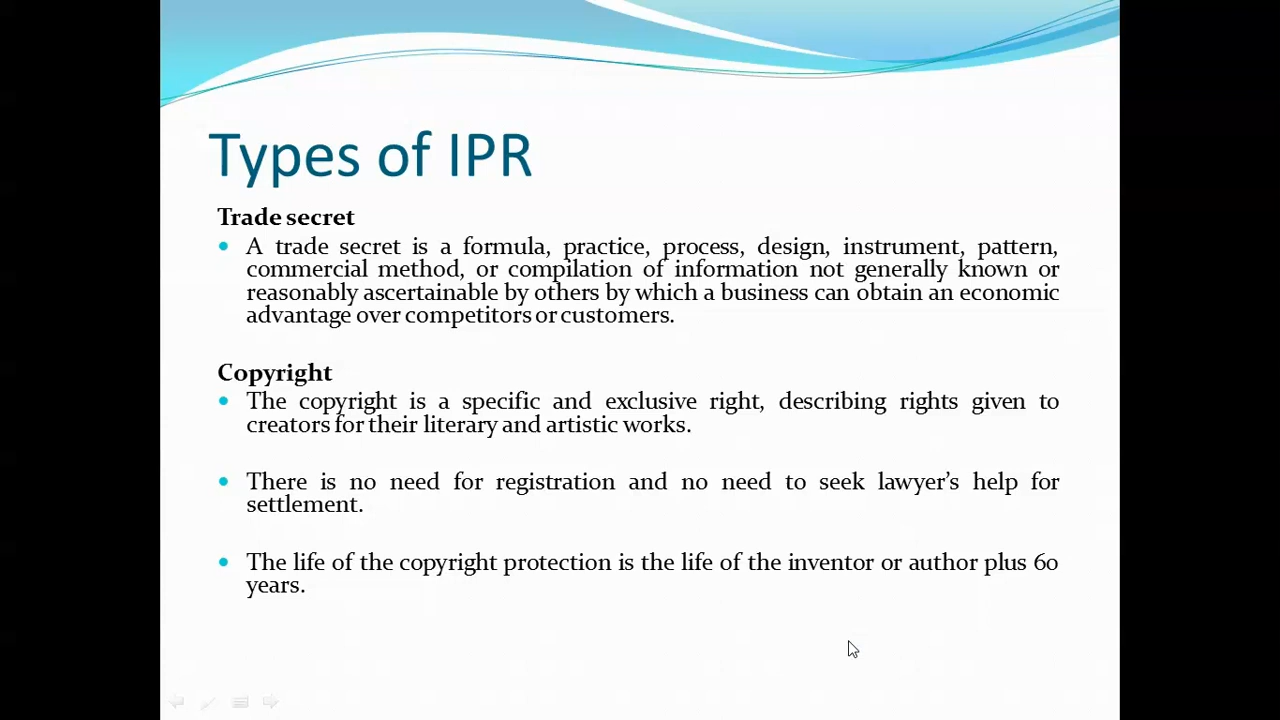 Types of IPR
Trade secret
A trade secret is a formula, practice, process, design, instrument, pattern,
commercial method, or compilation of information not generally known or
reasonably ascertainable by others by which a business can obtain an economic
advantage over competitors or customers.
Copyright
The copyright is a specific and exclusive right, describing rights given to
creators for their literary and artistic works.
There is no need for registration and no need to seek lawyer's help for
settlement.
The life of the copyright protection is the life of the inventor or author plus 60
years.